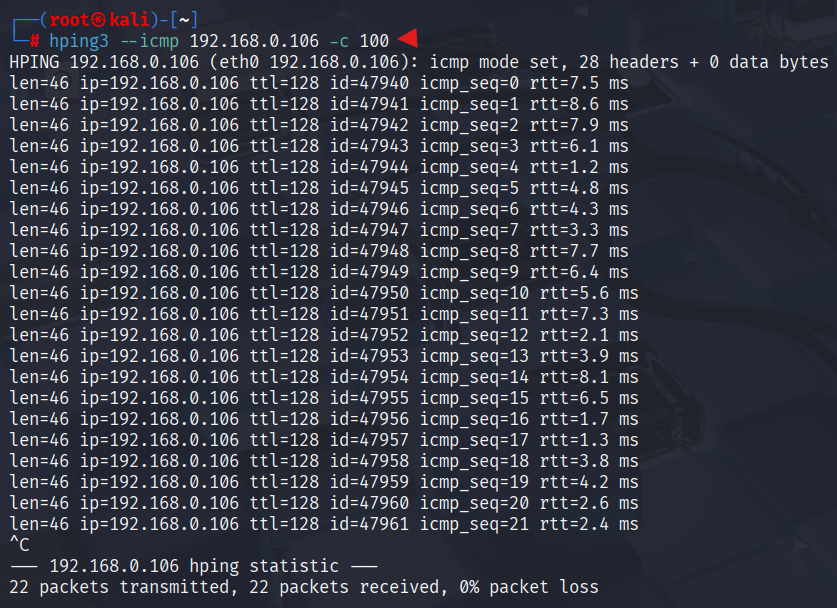 ┌──(root㉿kali)-[~]
└─# hping3 --icmp 192.168.0.106 -c 100
HPING 192.168.0.106 (eth0 192.168.0.106): icmp mode set, 28 headers + 0 data bytes
len=46 ip=192.168.0.106 ttl=128 id=47940 icmp_seq=0 rtt=7.5 ms
len=46 ip=192.168.0.106 ttl=128 id=47941 icmp_seq=1 rtt=8.6 ms
len=46 ip=192.168.0.106 ttl=128 id=47942 icmp_seq=2 rtt=7.9 ms
len=46 ip=192.168.0.106 ttl=128 id=47943 icmp_seq=3 rtt=6.1 ms
len=46 ip=192.168.0.106 ttl=128 id=47944 icmp_seq=4 rtt=1.2 ms
len=46 ip=192.168.0.106 ttl=128 id=47945 icmp_seq=5 rtt=4.8 ms
len=46 ip=192.168.0.106 ttl=128 id=47946 icmp_seq=6 rtt=4.3 ms
len=46 ip=192.168.0.106 ttl=128 id=47947 icmp_seq=7 rtt=3.3 ms
len=46 ip=192.168.0.106 ttl=128 id=47948 icmp_seq=8 rtt=7.7 ms
len=46 ip=192.168.0.106 ttl=128 id=47949 icmp_seq=9 rtt=6.4 ms
len=46 ip=192.168.0.106 ttl=128 id=47950 icmp_seq=10 rtt=5.6 ms
len=46 ip=192.168.0.106 ttl=128 id=47951 icmp_seq=11 rtt=7.3 ms
len=46 ip=192.168.0.106 ttl=128 id=47952 icmp_seq=12 rtt=2.1 ms
len=46 ip=192.168.0.106 ttl=128 id=47953 icmp_seq=13 rtt=3.9 ms
len=46 ip=192.168.0.106 ttl=128 id=47954 icmp_seq=14 rtt=8.1 ms
len=46 ip=192.168.0.106 ttl=128 id=47955 icmp_seq=15 rtt=6.5 ms
len=46 ip=192.168.0.106 ttl=128 id=47956 icmp_seq=16 rtt=1.7 ms
len=46 ip=192.168.0.106 ttl=128 id=47957 icmp_seq=17 rtt=1.3 ms
len=46 ip=192.168.0.106 ttl=128 id=47958 icmp_seq=18 rtt=3.8 ms
len=46 ip=192.168.0.106 ttl=128 id=47959 icmp_seq=19 rtt=4.2 ms
len=46 ip=192.168.0.106 ttl=128 id=47960 icmp_seq=20 rtt=2.6 ms
len=46 ip=192.168.0.106 ttl=128 id=47961 icmp_seq=21 rtt=2.4 ms
^C
--- 192.168.0.106 hping statistic ---
22 packets transmitted, 22 packets received, 0% packet loss